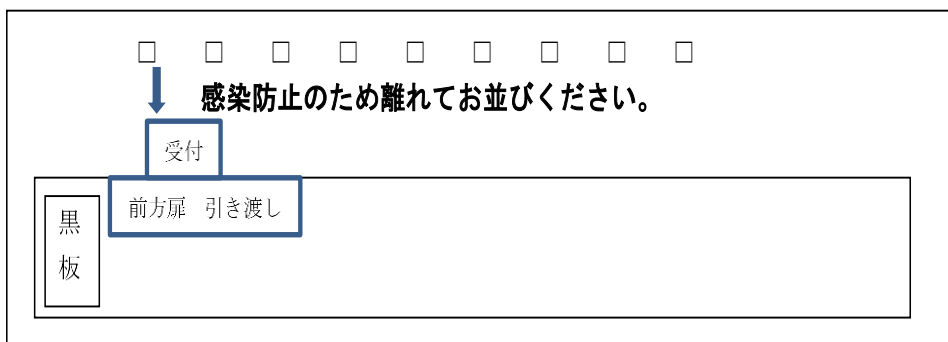 □ □ □ □ □ □ □ □ □
感染防止のため離れてお並びください。
受付
前方扉　引き渡し
黒
板